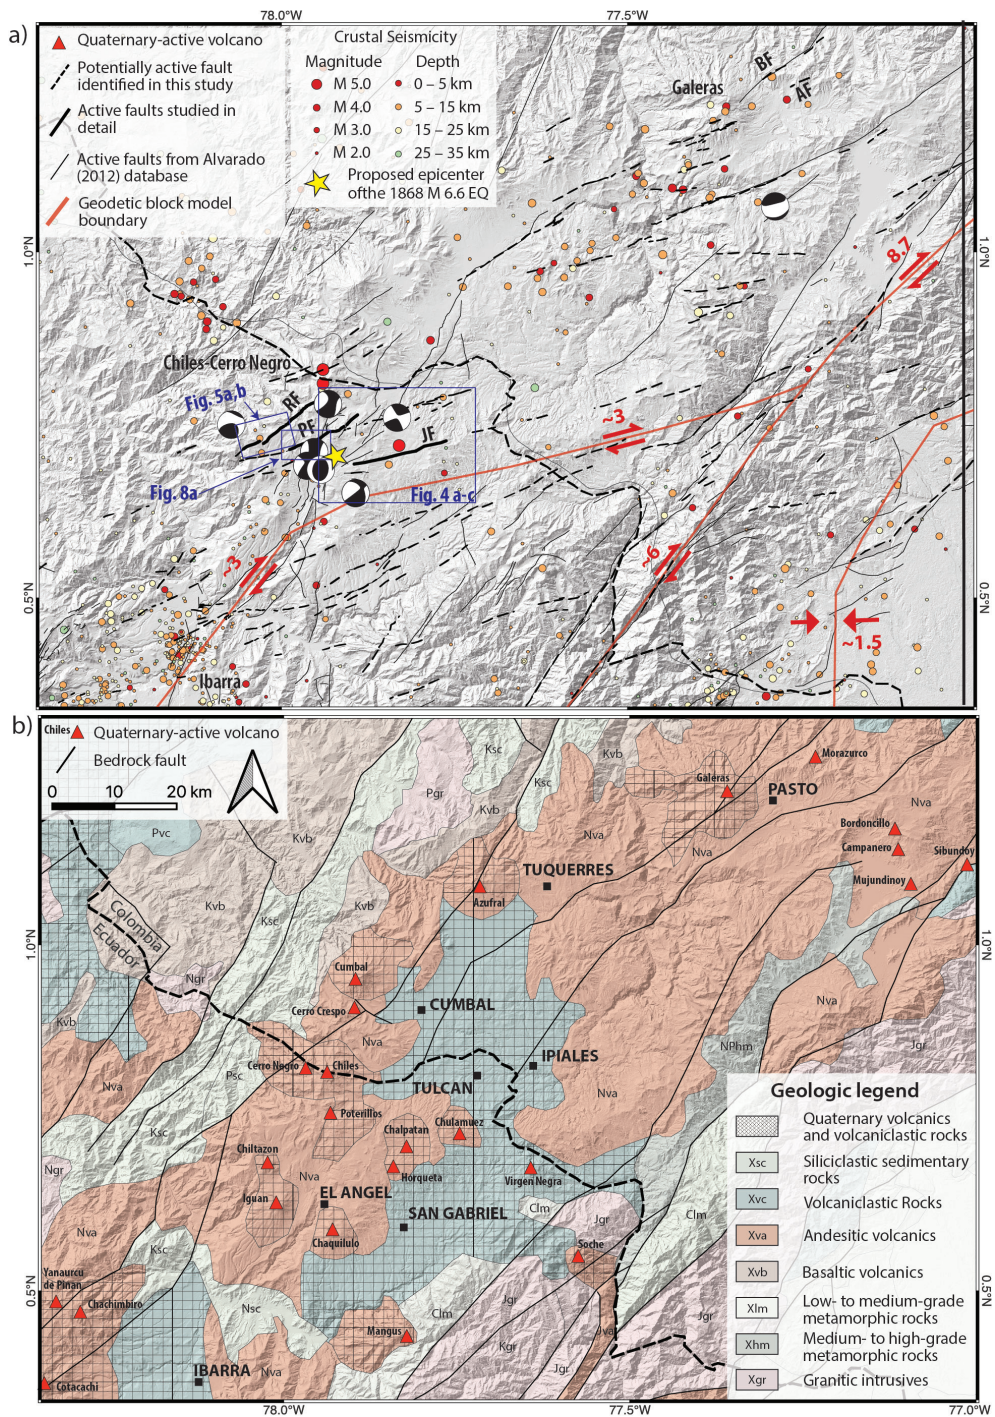 78.0°W
77.5°W
a)
Quaternary-active volcano
Potentially active fault
identified in this study
Active faults studied in
detail
Active faults from Alvarado
(2012) database
Geodetic block model
boundary
Crustal Seismicity
Magnitude
Depth
M 5.0
0 – 5 km
M 4.0
5 – 15 km
M 3.0
15 – 25 km
M 2.0
25 – 35 km
Proposed epicenter
ofthe 1868 M 6.6 EQ
BF
Galeras
AF
1.0°N
1.0°N
8.7
Chiles-Cerro Negro
Fig. 5a,b
RF
PF
JF
~3
Fig. 8a
Fig. 4 a-c
~3
~6
0.5°N
0.5°N
~1.5
Ibarra
b)
Chiles
Quaternary-active volcano
Bedrock fault
0
10
20 km
Ksc
Kvb
Morazurco
Ksc
Galeras
PASTO
Pgr
Kvb
Nva
Pvc
Kvb
Nva
Bordoncillo
Nva
Campanero
Sibundoy
TUQUERRES
Mujundinoy
Azufral
Kvb
Kvb
Colombia
Ecuador
Ksc
1.0°N
1.0°N
Cumbal
Ngr
CUMBAL
Cerro Crespo
Nva
Kvb
Nva
NPhm
Jgr
IPIALES
Cerro Negro
Chiles
Psc
TULCAN
Nva
Nva
Poterillos
Chulamuez
Chalpatan
Ksc
Chiltazon
Ngr
Nva
Horqueta
Virgen Negra
Iguan
EL ANGEL
SAN GABRIEL
Clm
Jgr
Clm
Nva
Chaquilulo
Ksc
Soche
Yanaurcu
de Piñan
Chachimbiro
Nsc
Clm
Jgr
0.5°N
0.5°N
Mangus
Kgr
Jva
Jgr
Jgr
IBARRA
Nva
Cotacachi
Geologic legend
Quaternary volcanics
and volcaniclastic rocks
Xsc
Siliciclastic sedimentary
rocks
Xvc
Volcaniclastic Rocks
Xva
Andesitic volcanics
Xvb
Basaltic volcanics
Xlm
Low- to medium-grade
metamorphic rocks
Xhm
Medium- to high-grade
metamorphic rocks
Xgr
Granitic intrusives
78.0°W
77.5°W
77.0°W